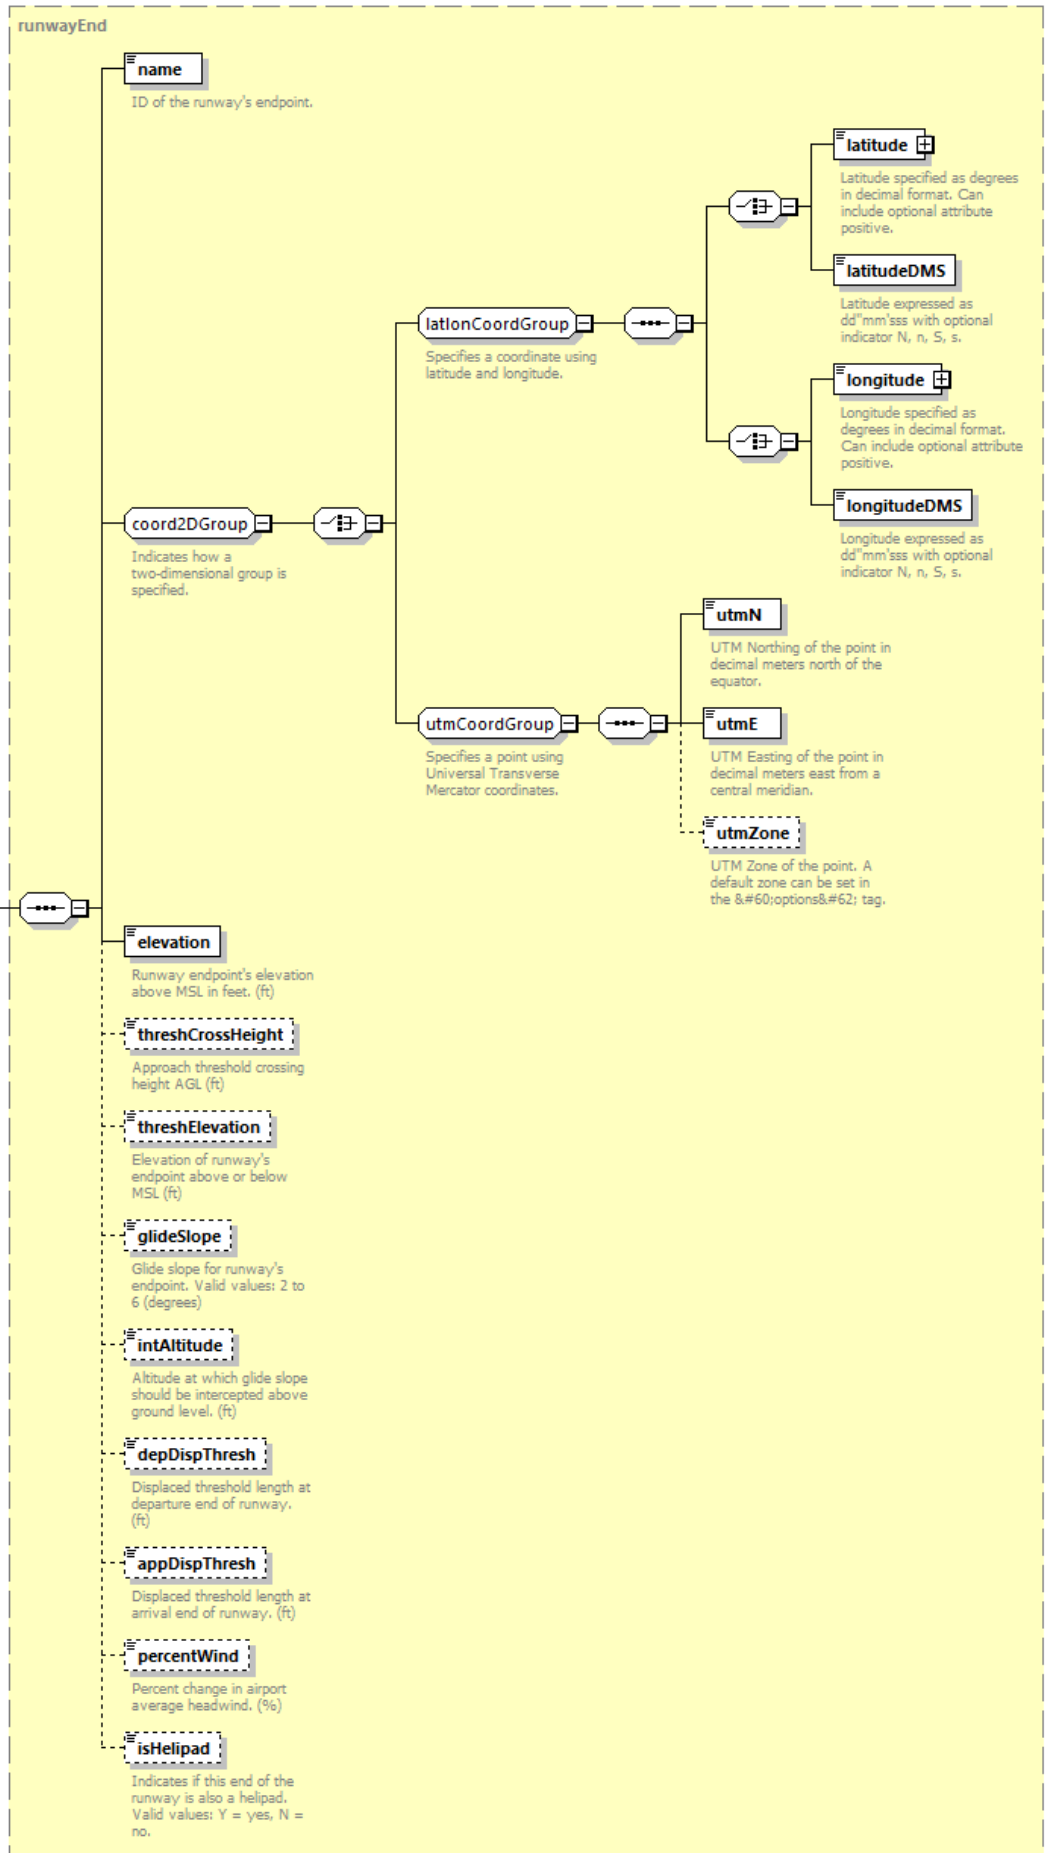 runwayEnd
name
ID of the runway's endpoint.
latitude
Latitude specified as degrees
in decimal format. Can
include optional attribute
positive.
latitudeDMS
Latitude expressed as
dd"mm'sss with optional
indicator N, n, S, s.
latlonCoordGroup
Specifies a coordinate using
latitude and longitude.
longitude
Longitude specified as
degrees in decimal format.
Can include optional attribute
positive.
longitudeDMS
Longitude expressed as
dd"mm'sss with optional
indicator N, n, S, s.
coord2DGroup
Indicates how a
two-dimensional group is
specified.
utmN
UTM Northing of the point in
decimal meters north of the
equator.
utmCoordGroup
Specifies a point using
Universal Transverse
Mercator coordinates.
utmE
UTM Easting of the point in
decimal meters east from a
central meridian.
utmZone
UTM Zone of the point. A
default zone can be set in
the &#60;options&#62; tag.
elevation
Runway endpoint's elevation
above MSL in feet. (ft)
threshCrossHeight
Approach threshold crossing
height AGL (ft)
threshElevation
Elevation of runway's
endpoint above or below
MSL (ft)
glideSlope
Glide slope for runway's
endpoint. Valid values: 2 to
6 (degrees)
intAltitude
Altitude at which glide slope
should be intercepted above
ground level. (ft)
depDispThresh
Displaced threshold length at
departure end of runway.
(ft)
appDispThresh
Displaced threshold length at
arrival end of runway. (ft)
percentWind
Percent change in airport
average headwind. (%)
isHelipad
Indicates if this end of the
runway is also a helipad.
Valid values: Y = yes, N =
no.